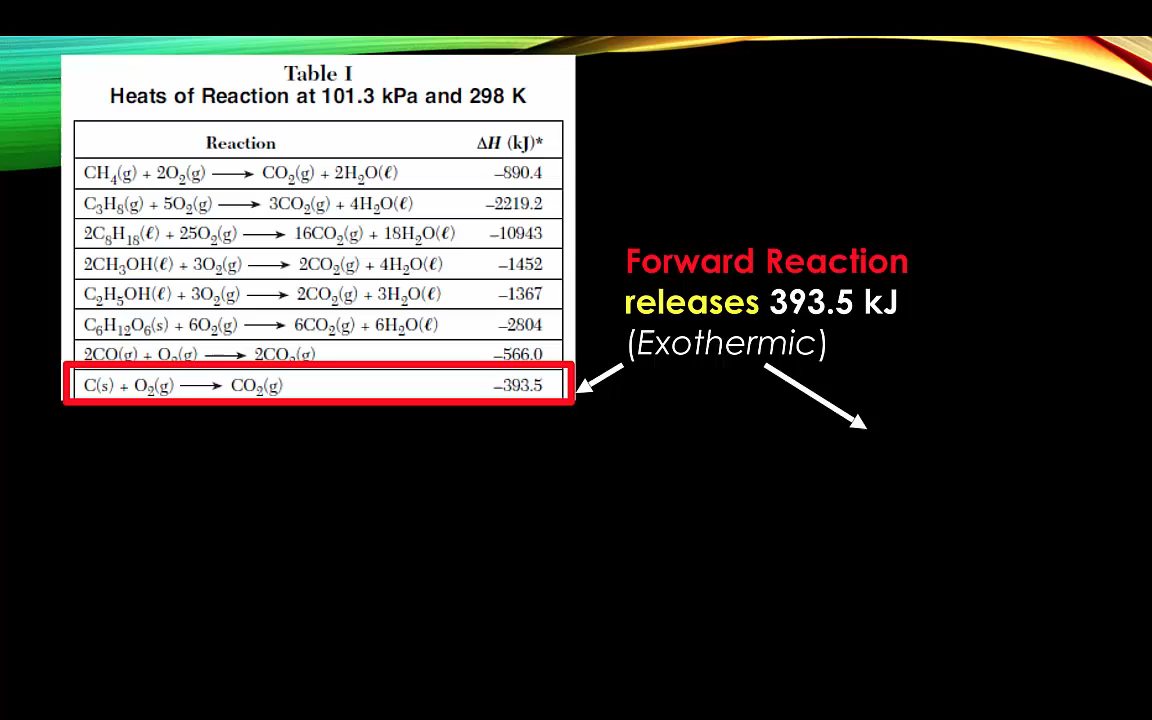 Table I
Heats of Reaction at 101.3 kPa and 298 K
Reaction ΔH (kJ)*
CH₄(g) + 2O₂(g) ⟶ CO₂(g) + 2H₂O(ℓ) –890.4
C₃H₈(g) + 5O₂(g) ⟶ 3CO₂(g) + 4H₂O(ℓ) –2219.2
2C₈H₁₈(ℓ) + 25O₂(g) ⟶ 16CO₂(g) + 18H₂O(ℓ) –10943
2CH₃OH(ℓ) + 3O₂(g) ⟶ 2CO₂(g) + 4H₂O(ℓ) –1452
C₂H₅OH(ℓ) + 3O₂(g) ⟶ 2CO₂(g) + 3H₂O(ℓ) –1367
C₆H₁₂O₆(s) + 6O₂(g) ⟶ 6CO₂(g) + 6H₂O(ℓ) –2804
2CO(g) + O₂(g) ⟶ 2CO₂(g) –566.0
C(s) + O₂(g) ⟶ CO₂(g) –393.5
Forward Reaction
releases 393.5 kJ
(Exothermic)